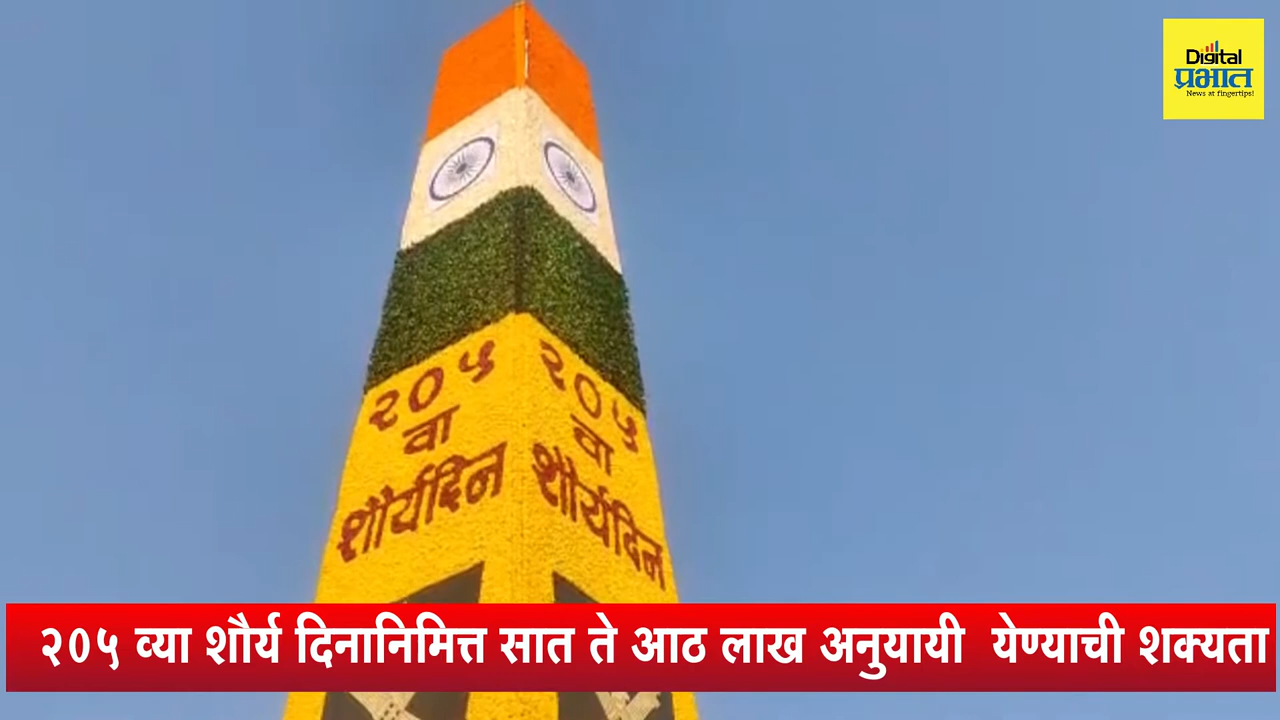 Digital
प्रभात
News at fingertips!
२०५
वा
शौर्यदिन
२०५
वा
शौर्यदिन
२०५ व्या शौर्य दिनानिमित्त सात ते आठ लाख अनुयायी येण्याची शक्यता